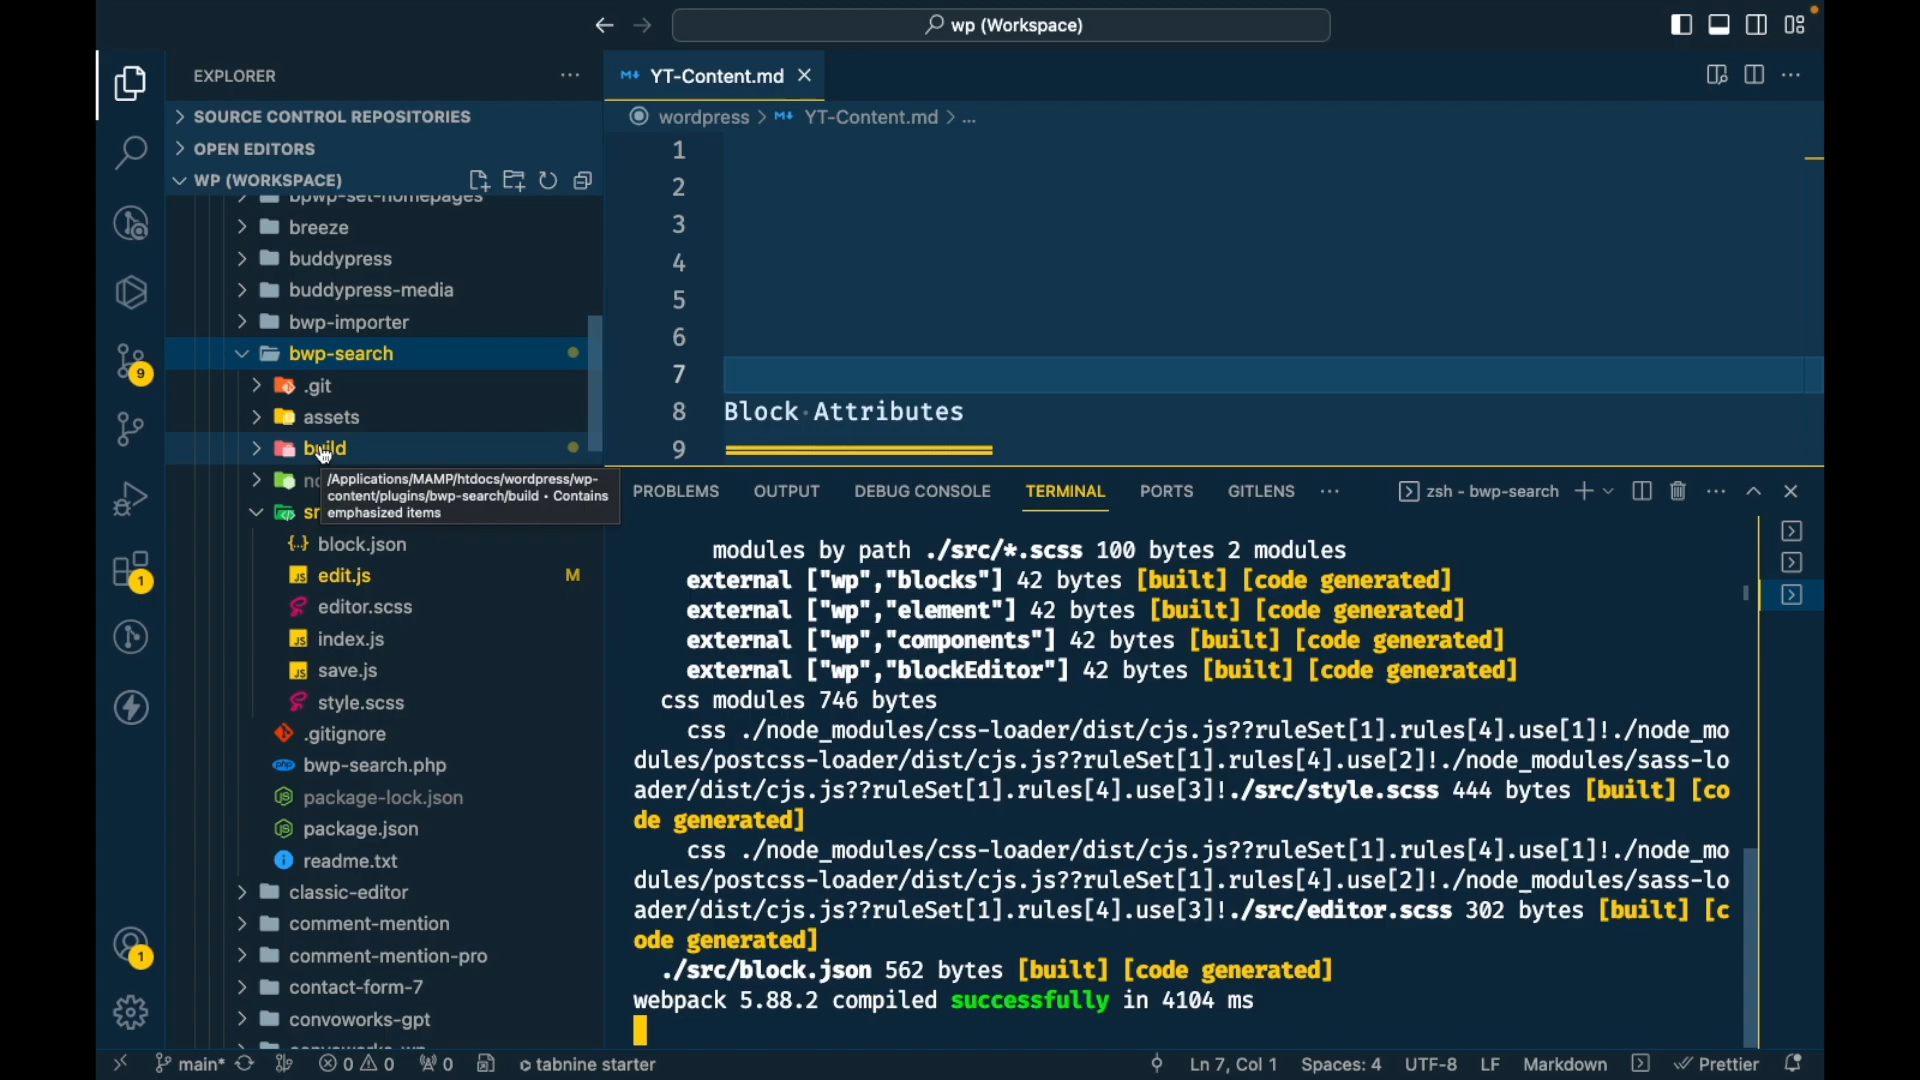 wp (Workspace)
EXPLORER
SOURCE CONTROL REPOSITORIES
OPEN EDITORS
WP (WORKSPACE)
bpwp-set-homepages
breeze
buddypress
buddypress-media
bwp-importer
bwp-search
.git
assets
build
/Applications/MAMP/htdocs/wordpress/wp-
content/plugins/bwp-search/build • Contains
emphasized items
block.json
edit.js M
editor.scss
index.js
save.js
style.scss
.gitignore
bwp-search.php
package-lock.json
package.json
readme.txt
classic-editor
comment-mention
comment-mention-pro
contact-form-7
convoworks-gpt
9
1
1
YT-Content.md
wordpress > YT-Content.md > ...
1
2
3
4
5
6
7
8 Block·Attributes
9 =================
PROBLEMS OUTPUT DEBUG CONSOLE TERMINAL PORTS GITLENS ··· zsh - bwp-search
modules by path ./src/*.scss 100 bytes 2 modules
external ["wp","blocks"] 42 bytes [built] [code generated]
external ["wp","element"] 42 bytes [built] [code generated]
external ["wp","components"] 42 bytes [built] [code generated]
external ["wp","blockEditor"] 42 bytes [built] [code generated]
css modules 746 bytes
css ./node_modules/css-loader/dist/cjs.js??ruleSet[1].rules[4].use[1]!./node_mo
dules/postcss-loader/dist/cjs.js??ruleSet[1].rules[4].use[2]!./node_modules/sass-lo
ader/dist/cjs.js??ruleSet[1].rules[4].use[3]!./src/style.scss 444 bytes [built] [co
de generated]
css ./node_modules/css-loader/dist/cjs.js??ruleSet[1].rules[4].use[1]!./node_mo
dules/postcss-loader/dist/cjs.js??ruleSet[1].rules[4].use[2]!./node_modules/sass-lo
ader/dist/cjs.js??ruleSet[1].rules[4].use[3]!./src/editor.scss 302 bytes [built] [c
ode generated]
./src/block.json 562 bytes [built] [code generated]
webpack 5.88.2 compiled successfully in 4104 ms
main* 0 0 0 tabnine starter Ln 7, Col 1 Spaces: 4 UTF-8 LF Markdown Prettier